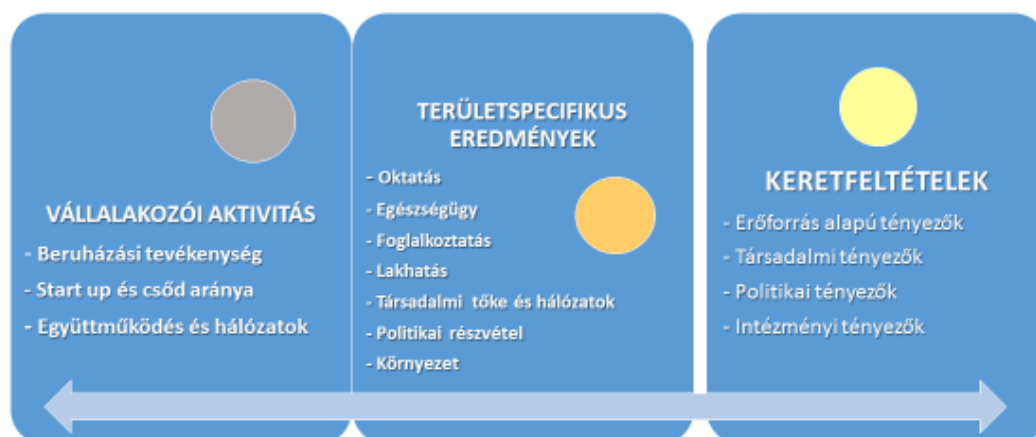 VÁLLALAKOZÓI AKTIVITÁS
- Beruházási tevékenység
- Start up és csőd aránya
- Együttműködés és hálózatok
TERÜLETSPECIFIKUS
EREDMÉNYEK
- Oktatás
- Egészségügy
- Foglalkoztatás
- Lakhatás
- Társadalmi tőke és hálózatok
- Politikai részvétel
- Környezet
KERETFELTÉTELEK
- Erőforrás alapú tényezők
- Társadalmi tényezők
- Politikai tényezők
- Intézményi tényezők